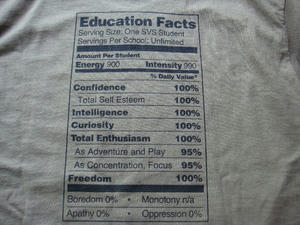 Education Facts
Serving Size: One SVS Student
Servings Per School: Unlimited
Amount Per Student
Energy 900 Intensity 990
% Daily Value*
Confidence 100%
Total Self Esteem 100%
Intelligence 100%
Curiosity 100%
Total Enthusiasm 100%
As Adventure and Play 95%
As Concentration, Focus 95%
Freedom 100%
Boredom 0% • Monotony n/a
Apathy 0% • Oppression 0%